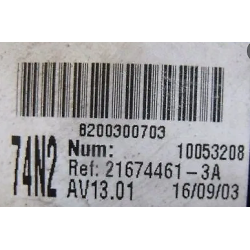 8200300703
74N2
Num: 10053208
Ref: 21674461-3A
AV13.01 16/09/03